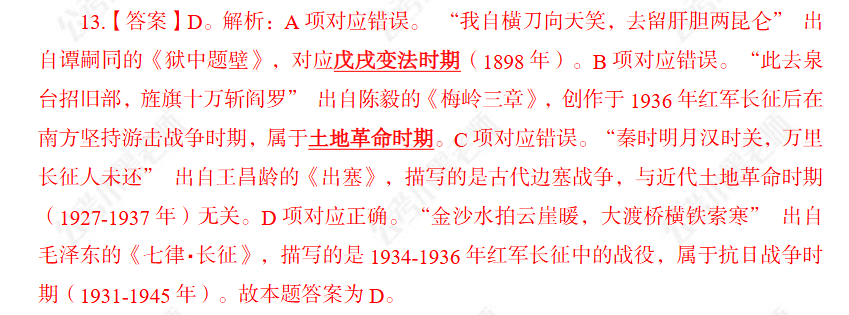 13.【答案】D。解析：A 项对应错误。 “我自横刀向天笑，去留肝胆两昆仑” 出
自谭嗣同的《狱中题壁》，对应戊戌变法时期（1898 年）。B 项对应错误。“此去泉
台招旧部，旌旗十万斩阎罗” 出自陈毅的《梅岭三章》，创作于 1936 年红军长征后在
南方坚持游击战争时期，属于土地革命时期。C 项对应错误。“秦时明月汉时关，万里
长征人未还” 出自王昌龄的《出塞》，描写的是古代边塞战争，与近代土地革命时期
（1927-1937 年）无关。D 项对应正确。“金沙水拍云崖暖，大渡桥横铁索寒” 出自
毛泽东的《七律·长征》，描写的是 1934-1936 年红军长征中的战役，属于抗日战争时
期（1931-1945 年）。故本题答案为 D。